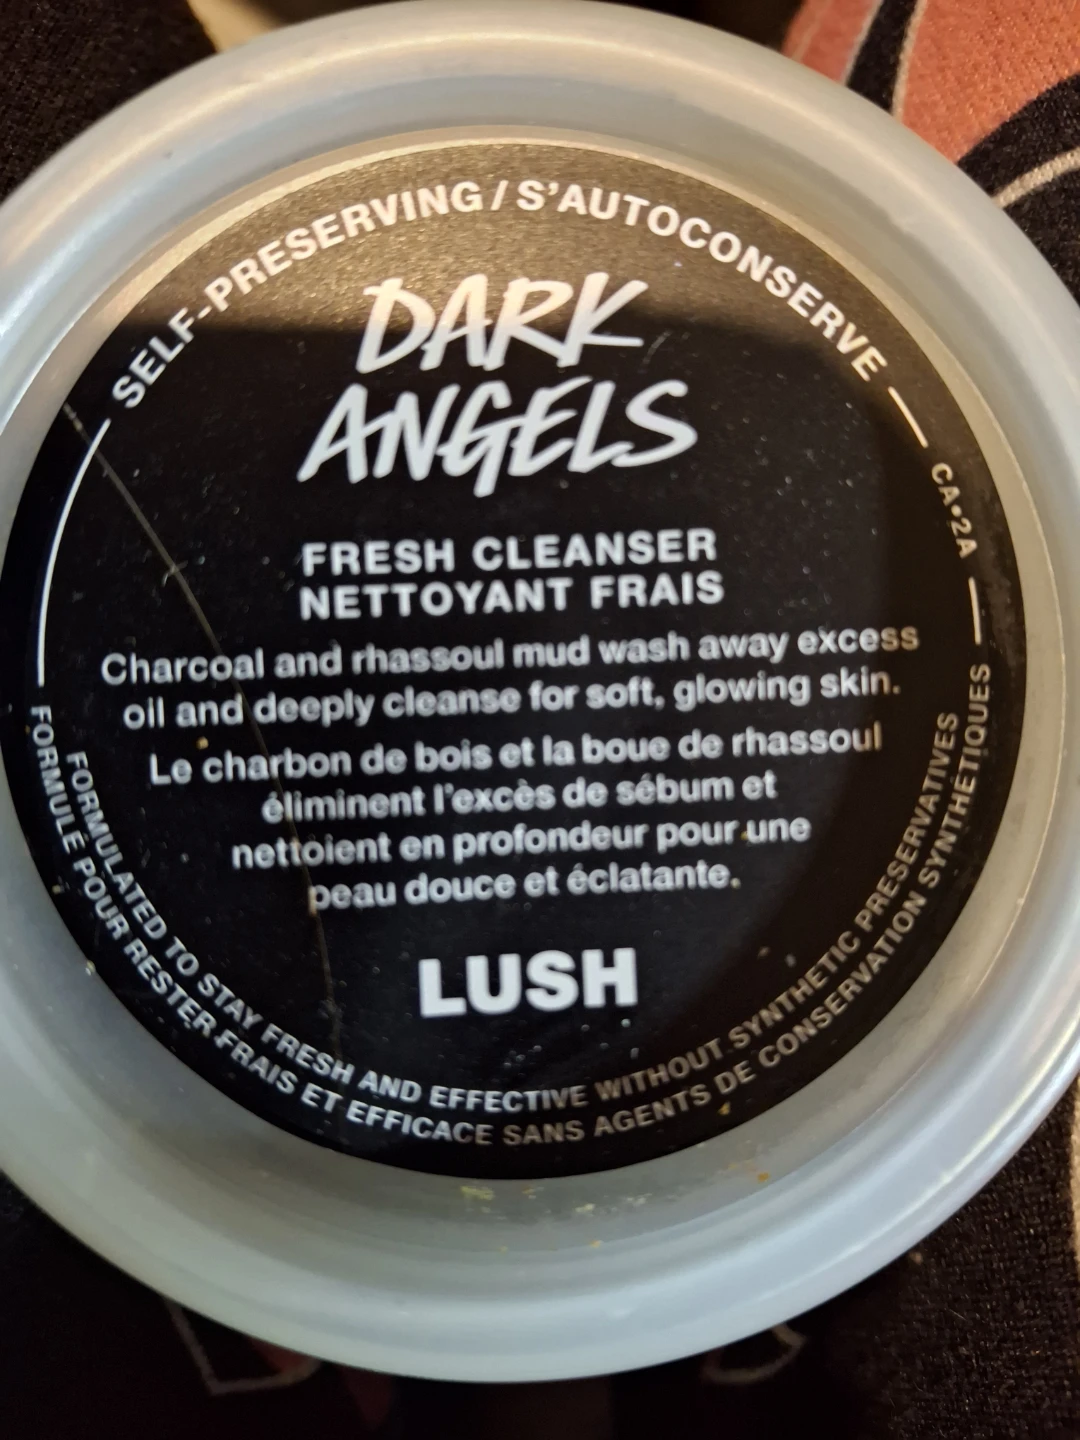 SELF-PRESERVING / S'AUTOCONSERVE
DARK
ANGELS
FRESH CLEANSER
NETTOYANT FRAIS
Charcoal and rhassoul mud wash away excess
oil and deeply cleanse for soft, glowing skin.
Le charbon de bois et la boue de rhassoul
éliminent l'excès de sébum et
nettoient en profondeur pour une
peau douce et éclatante.
LUSH
CA•2A
FORMULATED TO STAY FRESH AND EFFECTIVE WITHOUT SYNTHETIC PRESERVATIVES
FORMULÉ POUR RESTER FRAIS ET EFFICACE SANS AGENTS DE CONSERVATION SYNTHÉTIQUES